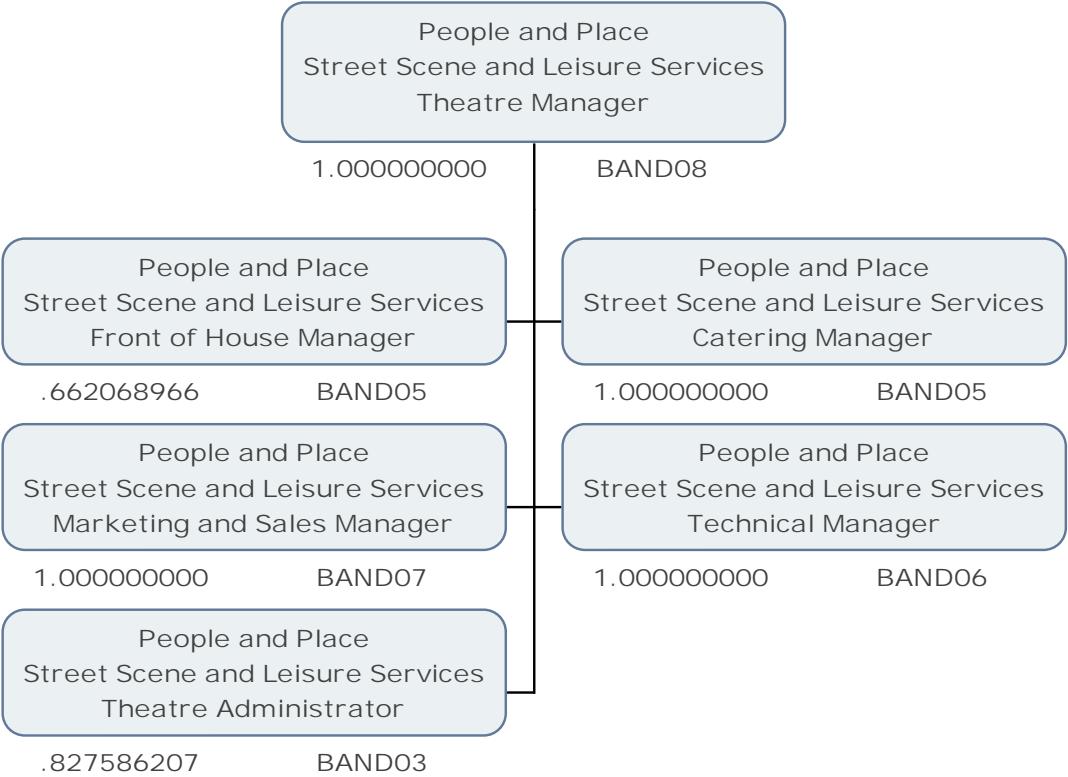 People and Place
Street Scene and Leisure Services
Theatre Manager
1.000000000 BAND08
People and Place
Street Scene and Leisure Services
Front of House Manager
.662068966 BAND05
People and Place
Street Scene and Leisure Services
Catering Manager
1.000000000 BAND05
People and Place
Street Scene and Leisure Services
Marketing and Sales Manager
1.000000000 BAND07
People and Place
Street Scene and Leisure Services
Technical Manager
1.000000000 BAND06
People and Place
Street Scene and Leisure Services
Theatre Administrator
.827586207 BAND03